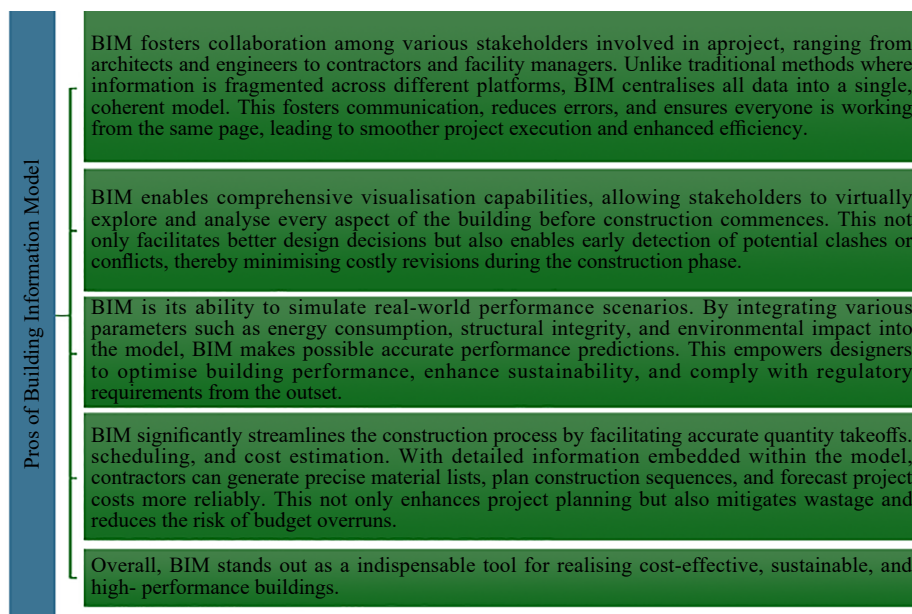 Pros of Building Information Model
BIM fosters collaboration among various stakeholders involved in aproject, ranging from
architects and engineers to contractors and facility managers. Unlike traditional methods where
information is fragmented across different platforms, BIM centralises all data into a single,
coherent model. This fosters communication, reduces errors, and ensures everyone is working
from the same page, leading to smoother project execution and enhanced efficiency.
BIM enables comprehensive visualisation capabilities, allowing stakeholders to virtually
explore and analyse every aspect of the building before construction commences. This not
only facilitates better design decisions but also enables early detection of potential clashes or
conflicts, thereby minimising costly revisions during the construction phase.
BIM is its ability to simulate real-world performance scenarios. By integrating various
parameters such as energy consumption, structural integrity, and environmental impact into
the model, BIM makes possible accurate performance predictions. This empowers designers
to optimise building performance, enhance sustainability, and comply with regulatory
requirements from the outset.
BIM significantly streamlines the construction process by facilitating accurate quantity takeoffs.
scheduling, and cost estimation. With detailed information embedded within the model,
contractors can generate precise material lists, plan construction sequences, and forecast project
costs more reliably. This not only enhances project planning but also mitigates wastage and
reduces the risk of budget overruns.
Overall, BIM stands out as a indispensable tool for realising cost-effective, sustainable, and
high- performance buildings.